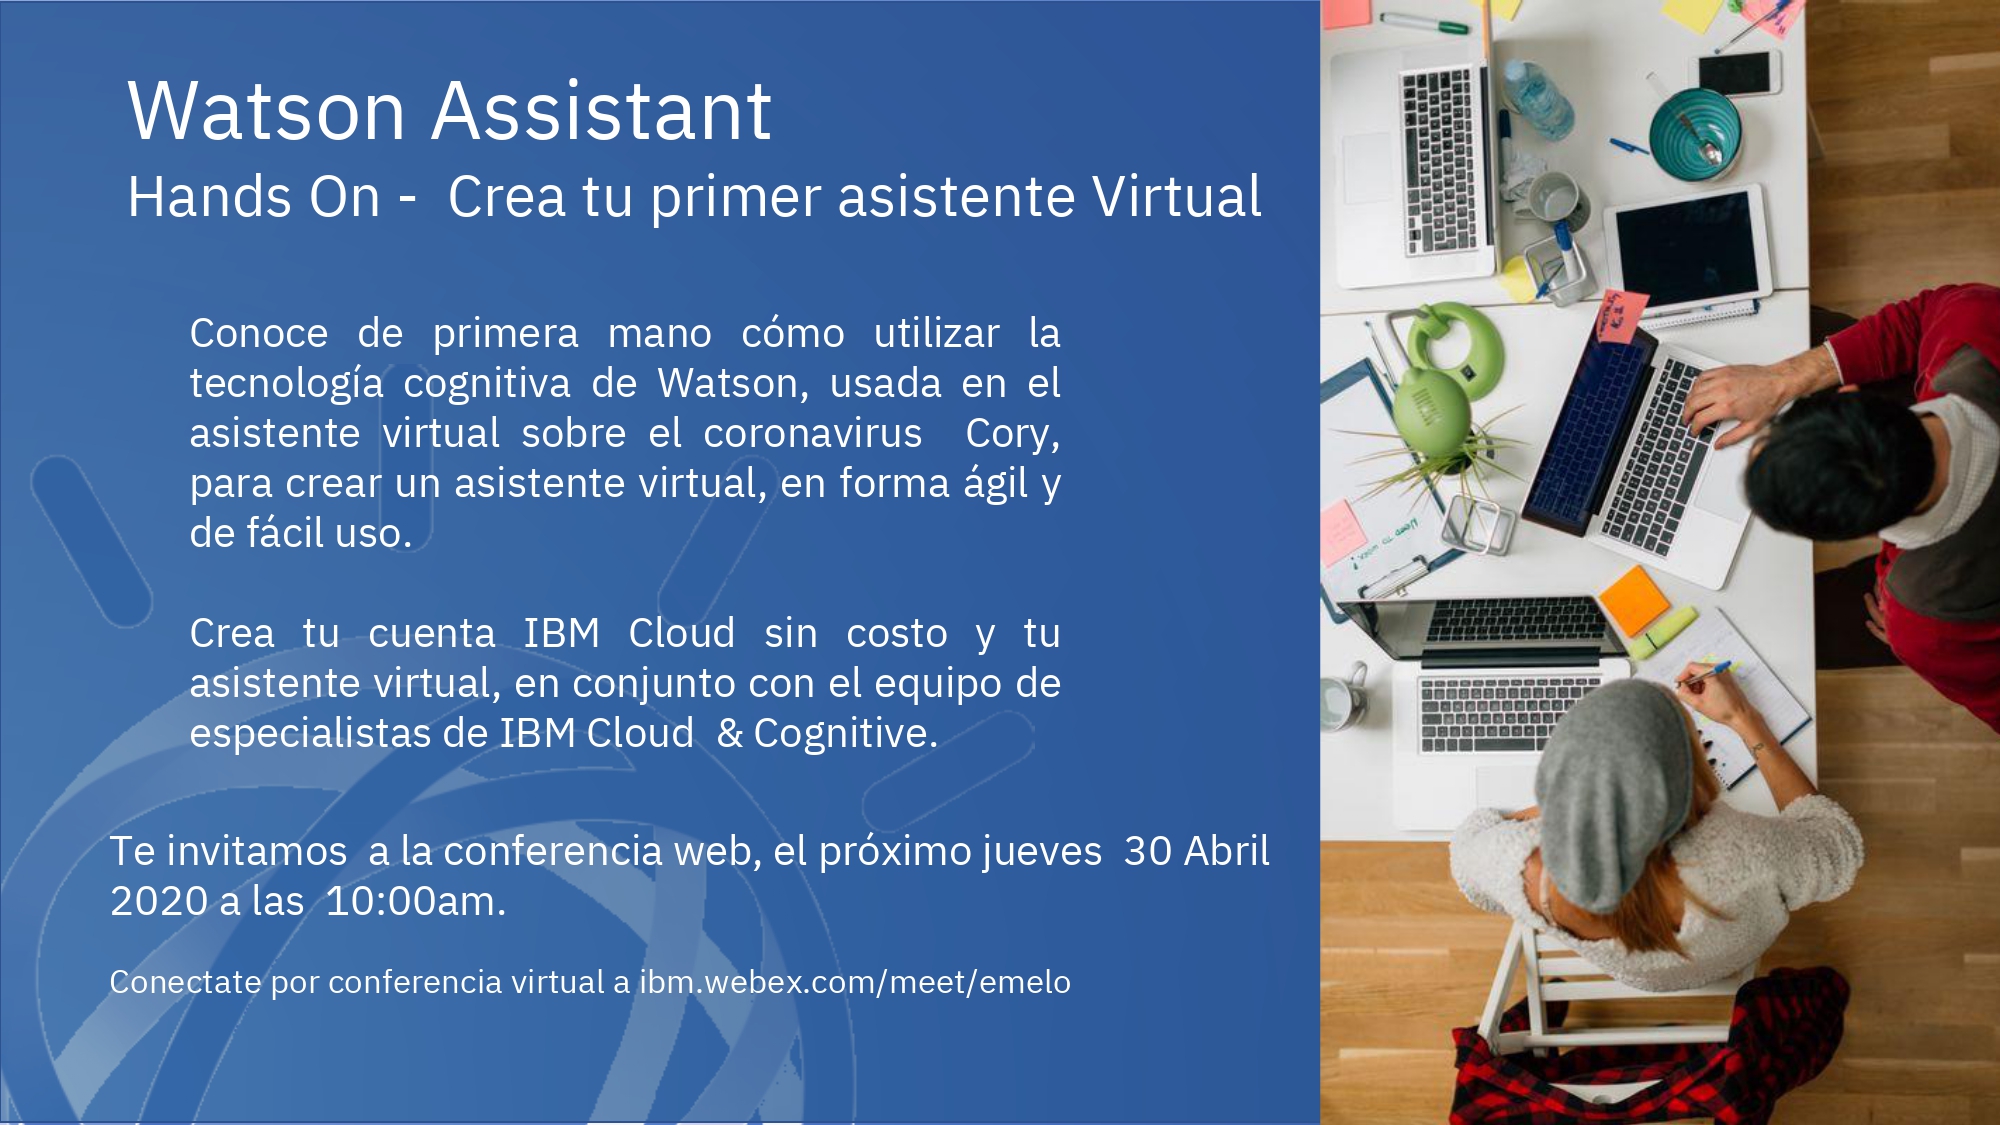 Watson Assistant
Hands On - Crea tu primer asistente Virtual
Conoce de primera mano cómo utilizar la
tecnología cognitiva de Watson, usada en el
asistente virtual sobre el coronavirus Cory,
para crear un asistente virtual, en forma ágil y
de fácil uso.
Crea tu cuenta IBM Cloud sin costo y tu
asistente virtual, en conjunto con el equipo de
especialistas de IBM Cloud & Cognitive.
Te invitamos a la conferencia web, el próximo jueves 30 Abril
2020 a las 10:00am.
Conectate por conferencia virtual a ibm.webex.com/meet/emelo